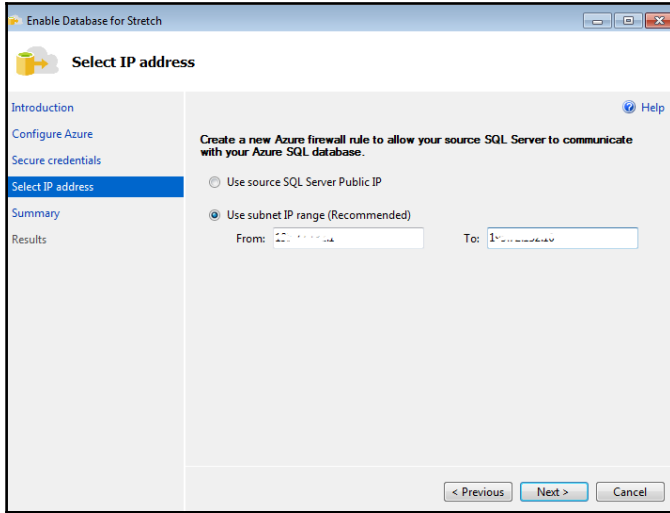 Enable Database for Stretch
Select IP address
Introduction
Configure Azure
Secure credentials
Select IP address
Summary
Results
Help
Create a new Azure firewall rule to allow your source SQL Server to communicate
with your Azure SQL database.
Use source SQL Server Public IP
Use subnet IP range (Recommended)
From: To:
< Previous Next > Cancel